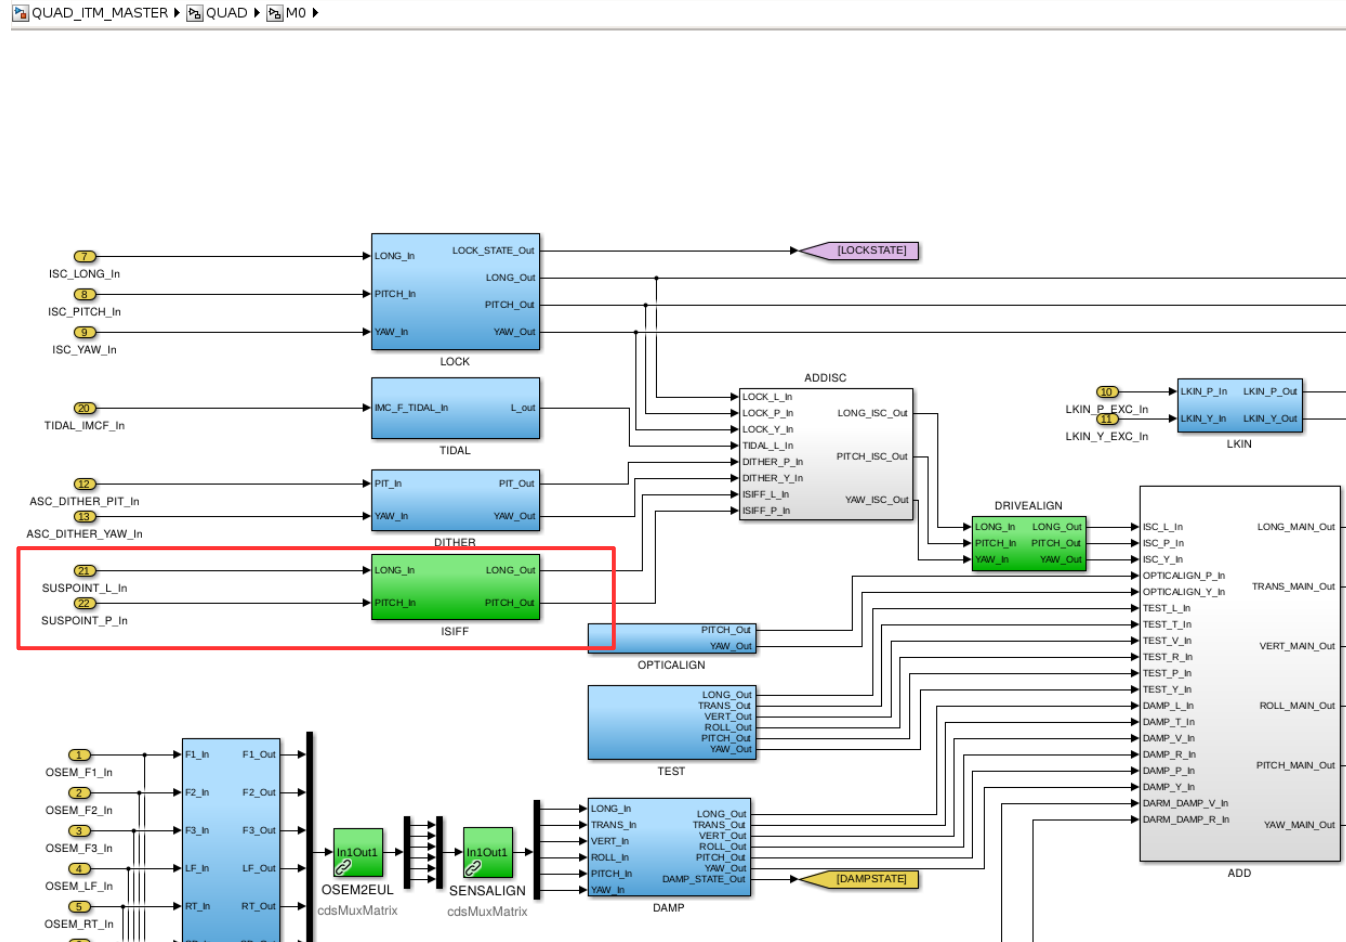 QUAD_ITM_MASTER QUAD M0
7
ISC_LONG_In
8
ISC_PITCH_In
9
ISC_YAW_In
LONG_In
PITCH_In
YAW_In
LOCK_STATE_Out
LONG_Out
PITCH_Out
YAW_Out
LOCK
[LOCKSTATE]
20
TIDAL_IMCF_In
IMC_F_TIDAL_In
L_out
TIDAL
12
ASC_DITHER_PIT_In
13
ASC_DITHER_YAW_In
PIT_In
YAW_In
PIT_Out
YAW_Out
DITHER
21
SUSPOINT_L_In
22
SUSPOINT_P_In
LONG_In
PITCH_In
LONG_Out
PITCH_Out
ISIFF
ADDISC
LOCK_L_In
LOCK_P_In
LOCK_Y_In
TIDAL_L_In
DITHER_P_In
DITHER_Y_In
ISIFF_L_In
ISIFF_P_In
LONG_ISC_Out
PITCH_ISC_Out
YAW_ISC_Out
10
LKIN_P_EXC_In
11
LKIN_Y_EXC_In
LKIN_P_In
LKIN_Y_In
LKIN_P_Out
LKIN_Y_Out
LKIN
DRIVEALIGN
LONG_In
PITCH_In
YAW_In
LONG_Out
PITCH_Out
YAW_Out
PITCH_Out
YAW_Out
OPTICALIGN
LONG_Out
TRANS_Out
VERT_Out
ROLL_Out
PITCH_Out
YAW_Out
TEST
ISC_L_In
ISC_P_In
ISC_Y_In
OPTICALIGN_P_In
OPTICALIGN_Y_In
TEST_L_In
TEST_T_In
TEST_V_In
TEST_R_In
TEST_P_In
TEST_Y_In
DAMP_L_In
DAMP_T_In
DAMP_V_In
DAMP_R_In
DAMP_P_In
DAMP_Y_In
DARM_DAMP_V_In
DARM_DAMP_R_In
LONG_MAIN_Out
TRANS_MAIN_Out
VERT_MAIN_Out
ROLL_MAIN_Out
PITCH_MAIN_Out
YAW_MAIN_Out
ADD
1
OSEM_F1_In
2
OSEM_F2_In
3
OSEM_F3_In
4
OSEM_LF_In
5
OSEM_RT_In
F1_In
F2_In
F3_In
LF_In
RT_In
F1_Out
F2_Out
F3_Out
LF_Out
RT_Out
In1Out1
OSEM2EUL
cdsMuxMatrix
In1Out1
SENSALIGN
cdsMuxMatrix
LONG_In
TRANS_In
VERT_In
ROLL_In
PITCH_In
YAW_In
LONG_Out
TRANS_Out
VERT_Out
ROLL_Out
PITCH_Out
YAW_Out
DAMP_STATE_Out
DAMP
[DAMPSTATE]